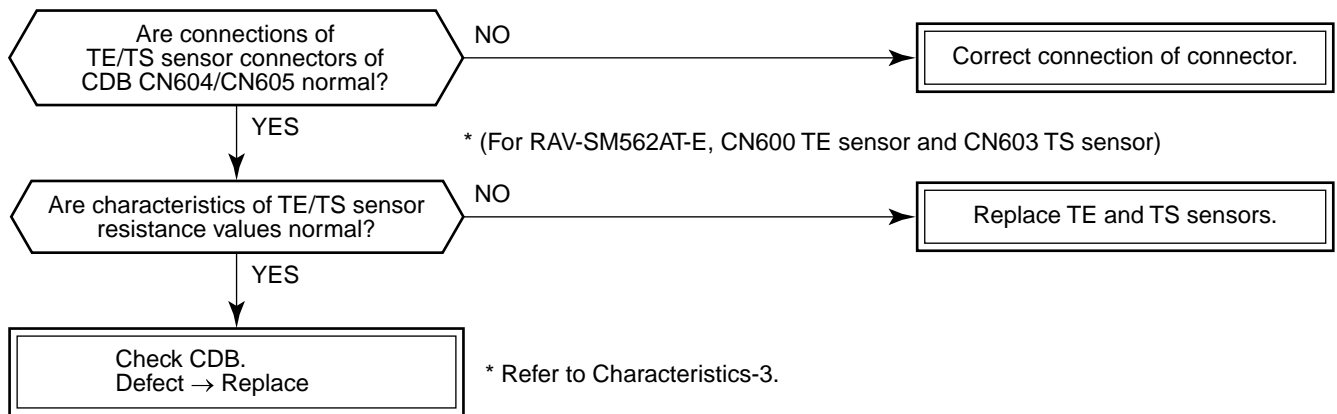 Are connections of
TE/TS sensor connectors of
CDB CN604/CN605 normal?
NO
Correct connection of connector.
YES
* (For RAV-SM562AT-E, CN600 TE sensor and CN603 TS sensor)
Are characteristics of TE/TS sensor
resistance values normal?
NO
Replace TE and TS sensors.
YES
Check CDB.
Defect → Replace
* Refer to Characteristics-3.